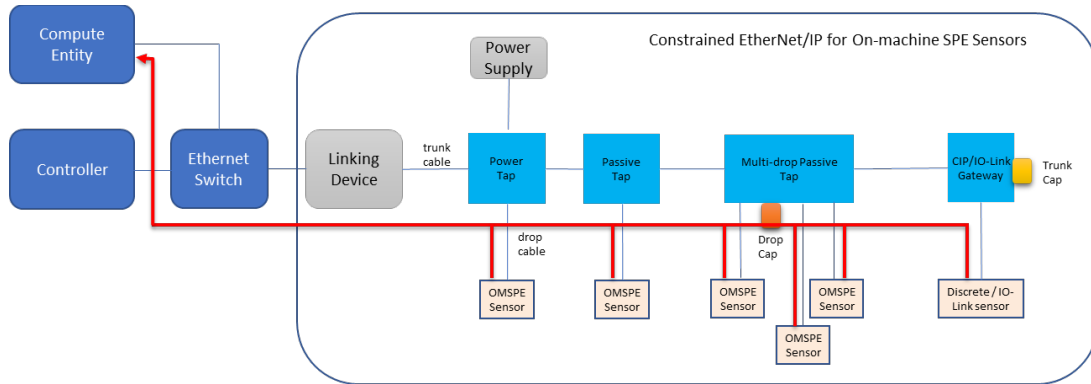 Constrained EtherNet/IP for On-machine SPE Sensors
Compute
Entity
Power
Supply
Controller
Ethernet
Switch
Linking
Device
trunk
cable
Power
Tap
Passive
Tap
Multi-drop Passive
Tap
CIP/IO-Link
Gateway
Trunk
Cap
drop
cable
Drop
Cap
OMSPE
Sensor
OMSPE
Sensor
OMSPE
Sensor
OMSPE
Sensor
OMSPE
Sensor
Discrete / IO-
Link sensor